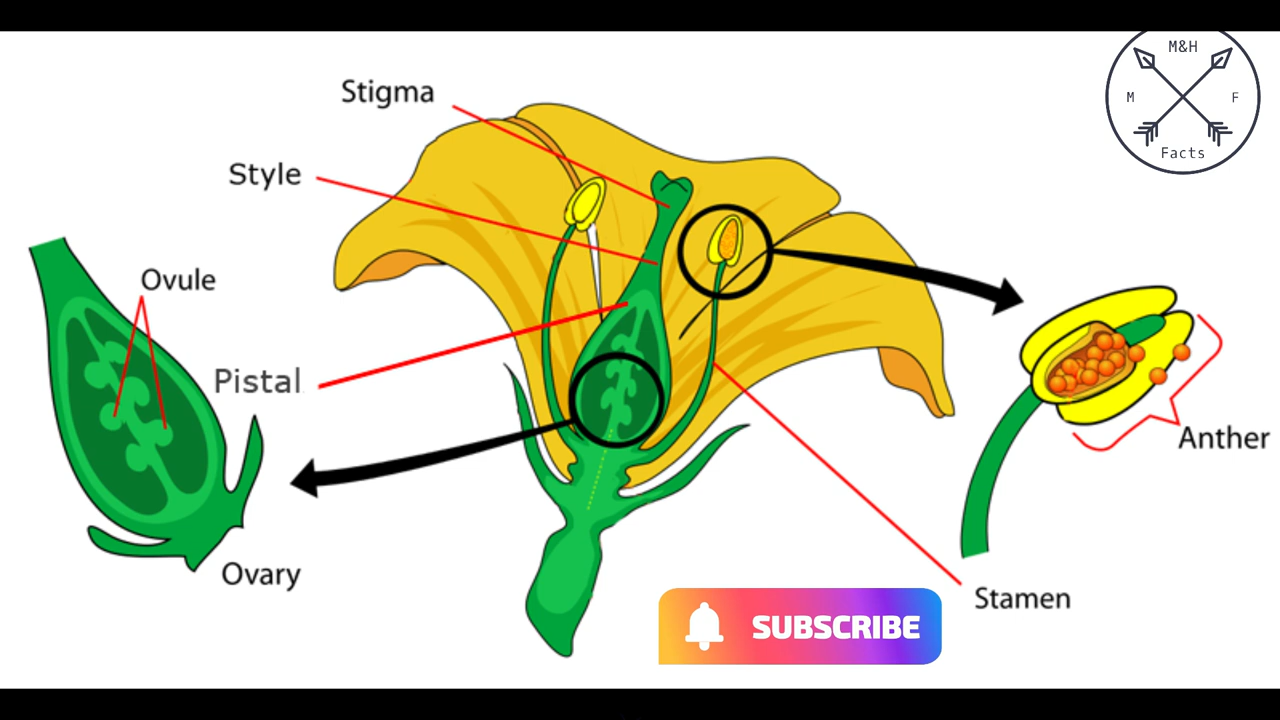 M&H
M F
Facts
Stigma
Style
Ovule
Pistal
Anther
Ovary
Stamen
SUBSCRIBE